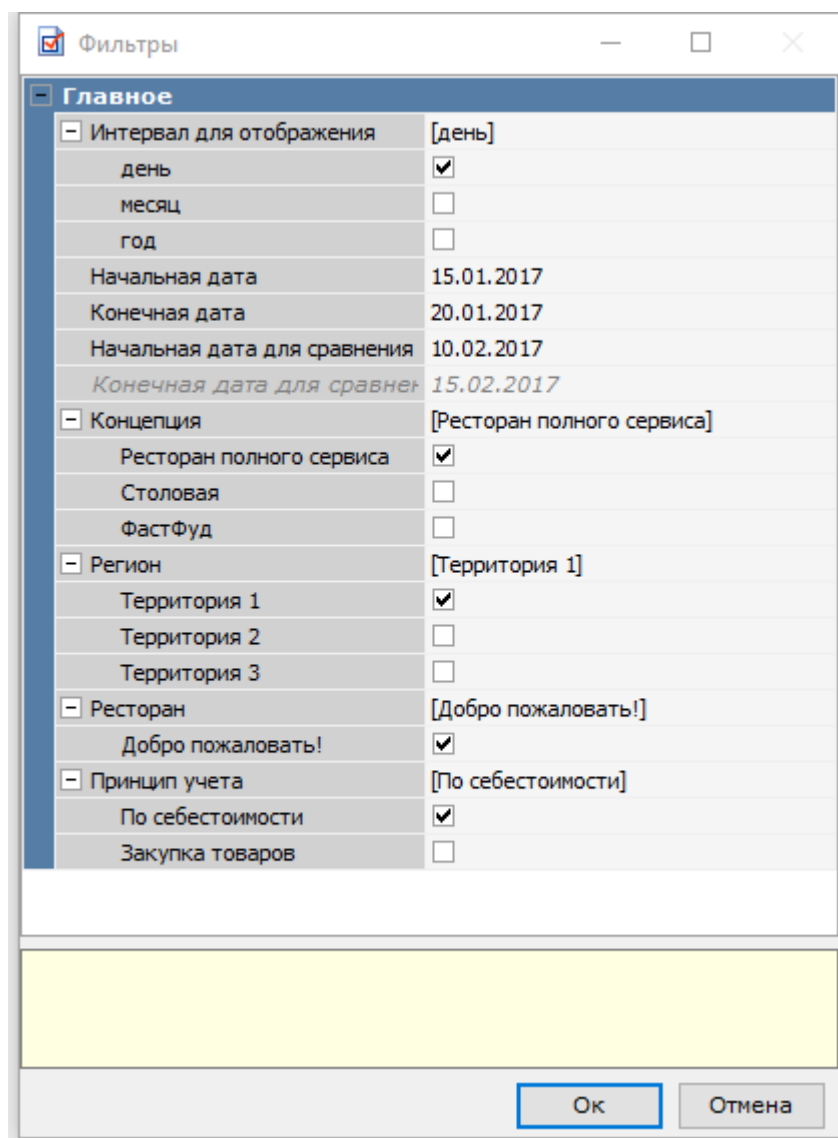 Фильтры
Главное
Интервал для отображения [день]
день
месяц
год
Начальная дата 15.01.2017
Конечная дата 20.01.2017
Начальная дата для сравнения 10.02.2017
Конечная дата для сравнен 15.02.2017
Концепция [Ресторан полного сервиса]
Ресторан полного сервиса
Столовая
ФастФуд
Регион [Территория 1]
Территория 1
Территория 2
Территория 3
Ресторан [Добро пожаловать!]
Добро пожаловать!
Принцип учета [По себестоимости]
По себестоимости
Закупка товаров
Ок Отмена